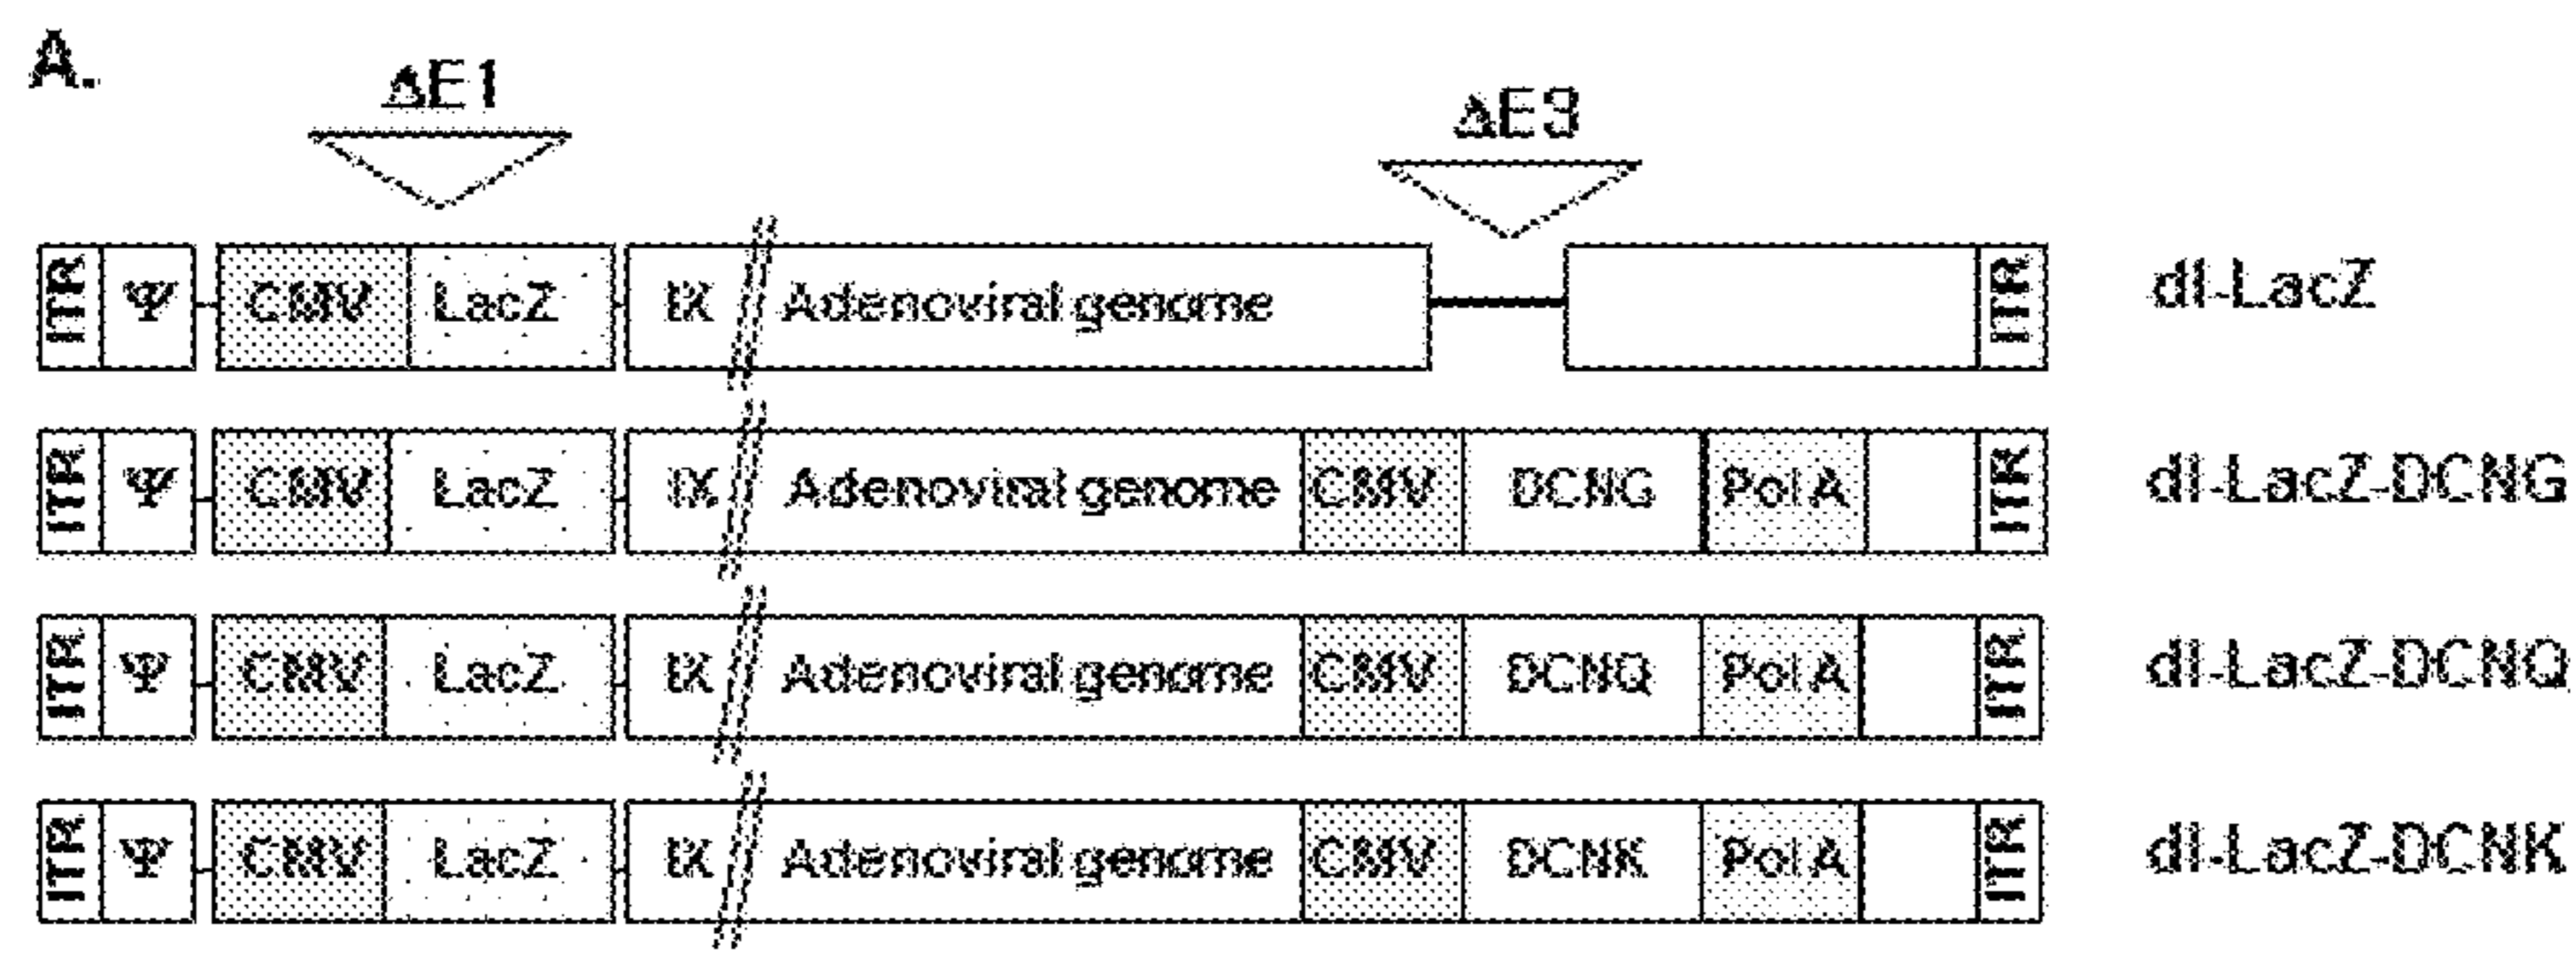 A.
ΔE1
ΔE3
ITR Ψ CMV LacZ IX Adenoviral genome ITR dl-LacZ
ITR Ψ CMV LacZ IX Adenoviral genome CMV DCNG Pol A ITR dl-LacZ-DCNG
ITR Ψ CMV LacZ IX Adenoviral genome CMV DCNQ Pol A ITR dl-LacZ-DCNQ
ITR Ψ CMV LacZ IX Adenoviral genome CMV DCNK Pol A ITR dl-LacZ-DCNK